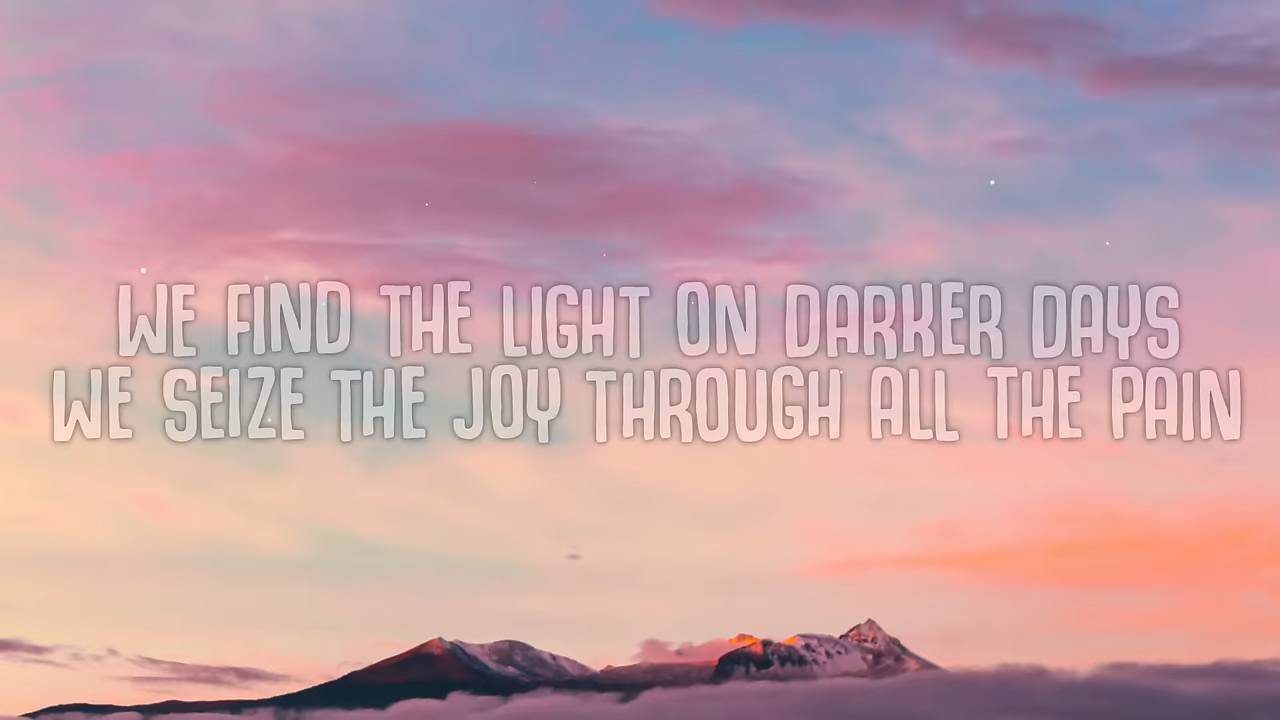 WE FIND THE LIGHT ON DARKER DAYS
WE SEIZE THE JOY THROUGH ALL THE PAIN